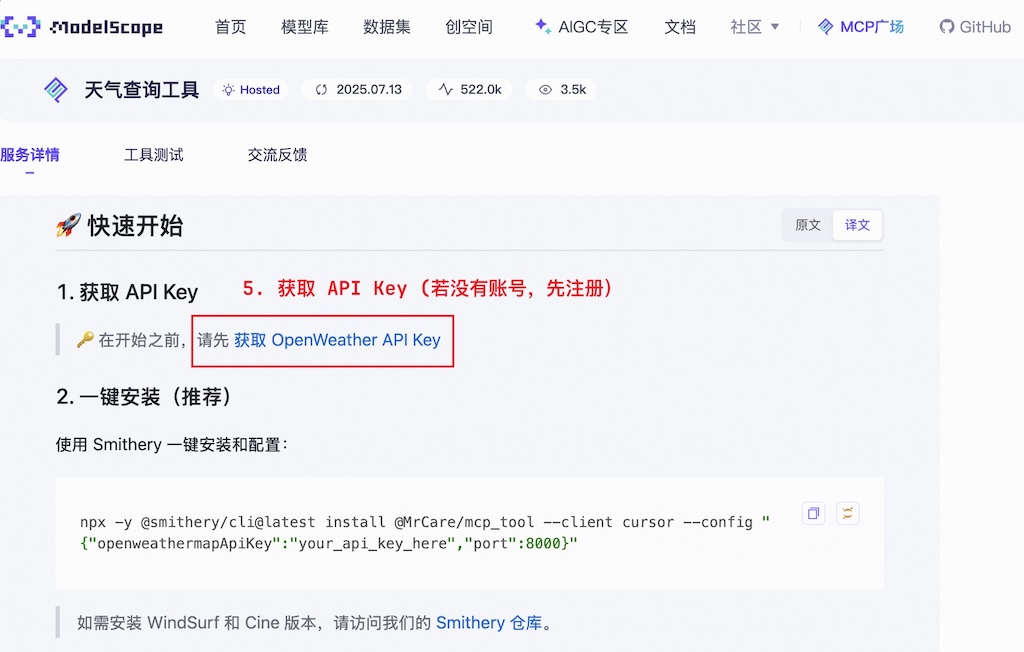 ModelScope 首页 模型库 数据集 创空间 AIGC专区 文档 社区 MCP广场 GitHub
天气查询工具 Hosted 2025.07.13 522.0k 3.5k
服务详情 工具测试 交流反馈
🚀 快速开始 原文 译文
1. 获取 API Key 5. 获取 API Key (若没有账号，先注册)
🔑 在开始之前，请先 获取 OpenWeather API Key
2. 一键安装（推荐）
使用 Smithery 一键安装和配置：
npx -y @smithery/cli@latest install @MrCare/mcp_tool --client cursor --config "
{"openweathermapApiKey":"your_api_key_here","port":8000}"
如需安装 WindSurf 和 Cine 版本，请访问我们的 Smithery 仓库。